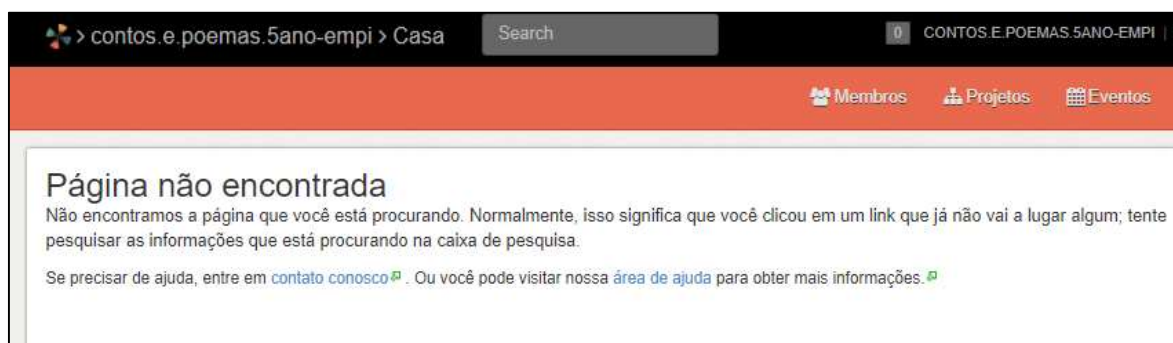 > contos.e.poemas.5ano-empi > Casa Search 0 CONTOS.E.POEMAS.5ANO-EMPI |
Membros Projetos Eventos
Página não encontrada
Não encontramos a página que você está procurando. Normalmente, isso significa que você clicou em um link que já não vai a lugar algum; tente
pesquisar as informações que está procurando na caixa de pesquisa.
Se precisar de ajuda, entre em contato conosco . Ou você pode visitar nossa área de ajuda para obter mais informações.